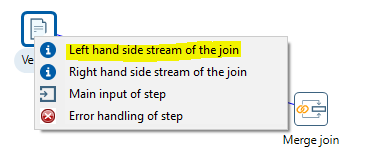 Left hand side stream of the join
Right hand side stream of the join
Main input of step
Error handling of step
Merge join